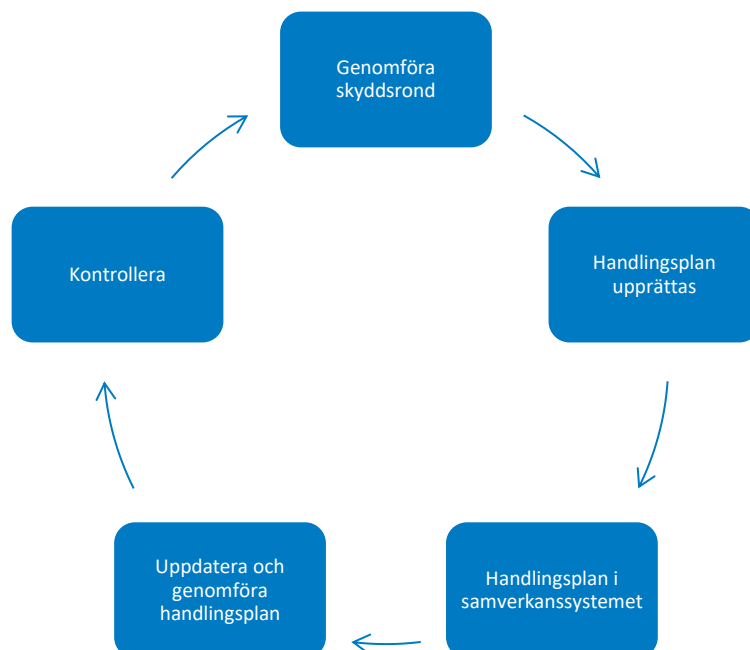 Genomföra
skyddsrond
Handlingsplan
upprättas
Handlingsplan i
samverkanssystemet
Uppdatera och
genomföra
handlingsplan
Kontrollera